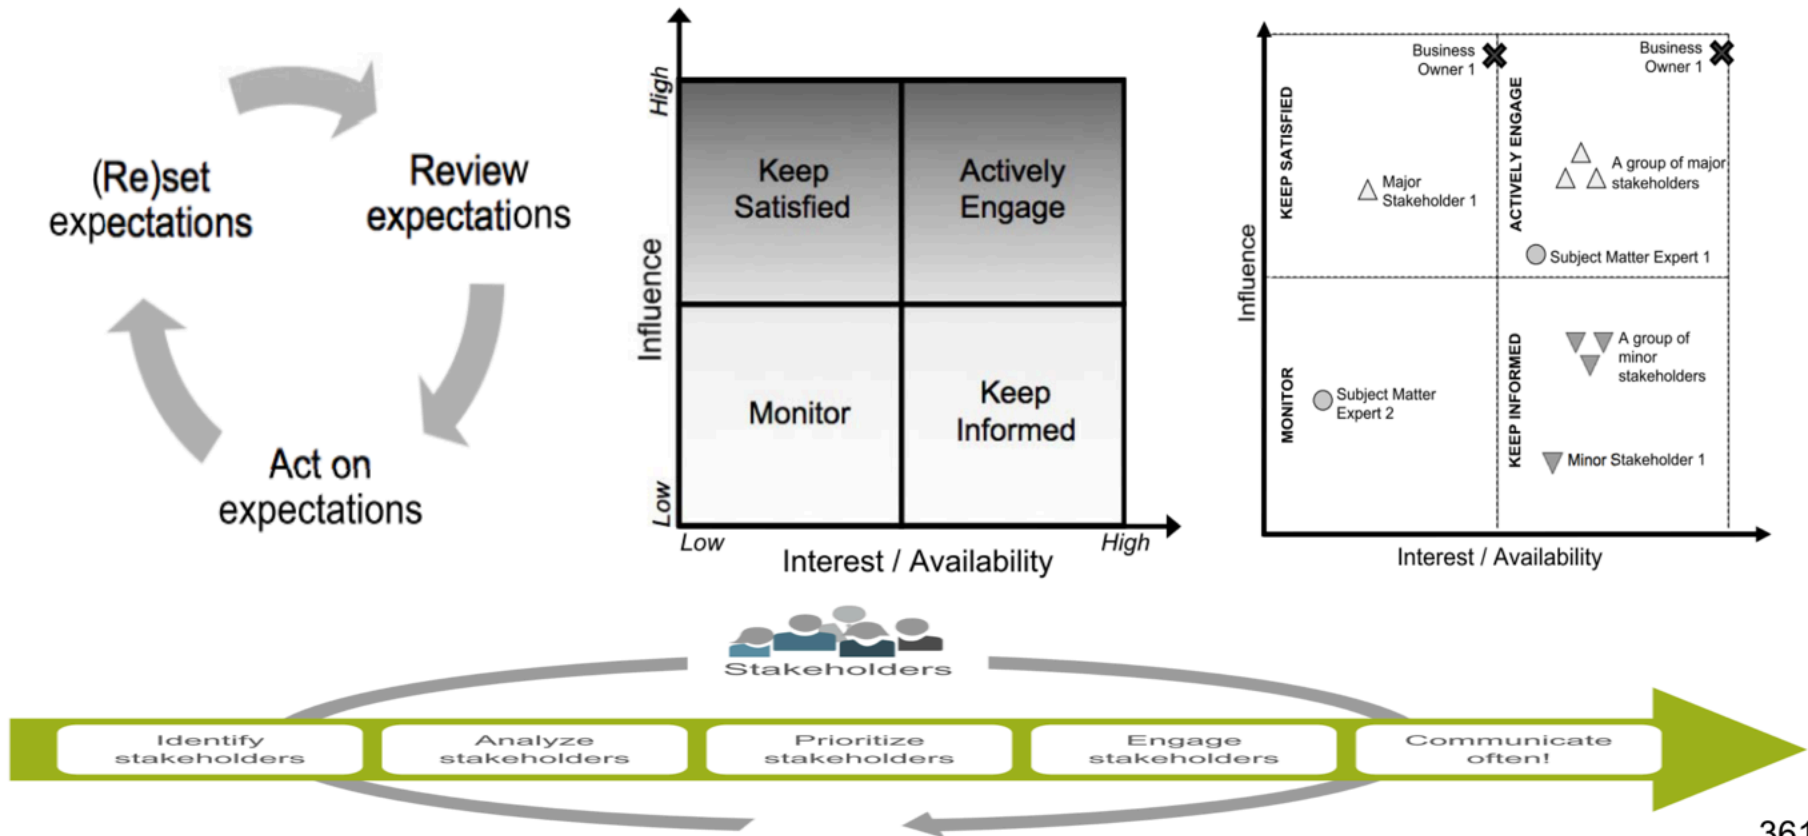 (Re)set
expectations
Review
expectations
Act on
expectations
High
Influence
Low
Keep
Satisfied
Actively
Engage
Monitor
Keep
Informed
Low
High
Interest / Availability
Influence
KEEP SATISFIED
Business
Owner 1
Major
Stakeholder 1
ACTIVELY ENGAGE
Business
Owner 1
A group of major
stakeholders
Subject Matter Expert 1
MONITOR
Subject Matter
Expert 2
KEEP INFORMED
A group of
minor
stakeholders
Minor Stakeholder 1
Interest / Availability
Stakeholders
Identify
stakeholders
Analyze
stakeholders
Prioritize
stakeholders
Engage
stakeholders
Communicate
often!
361